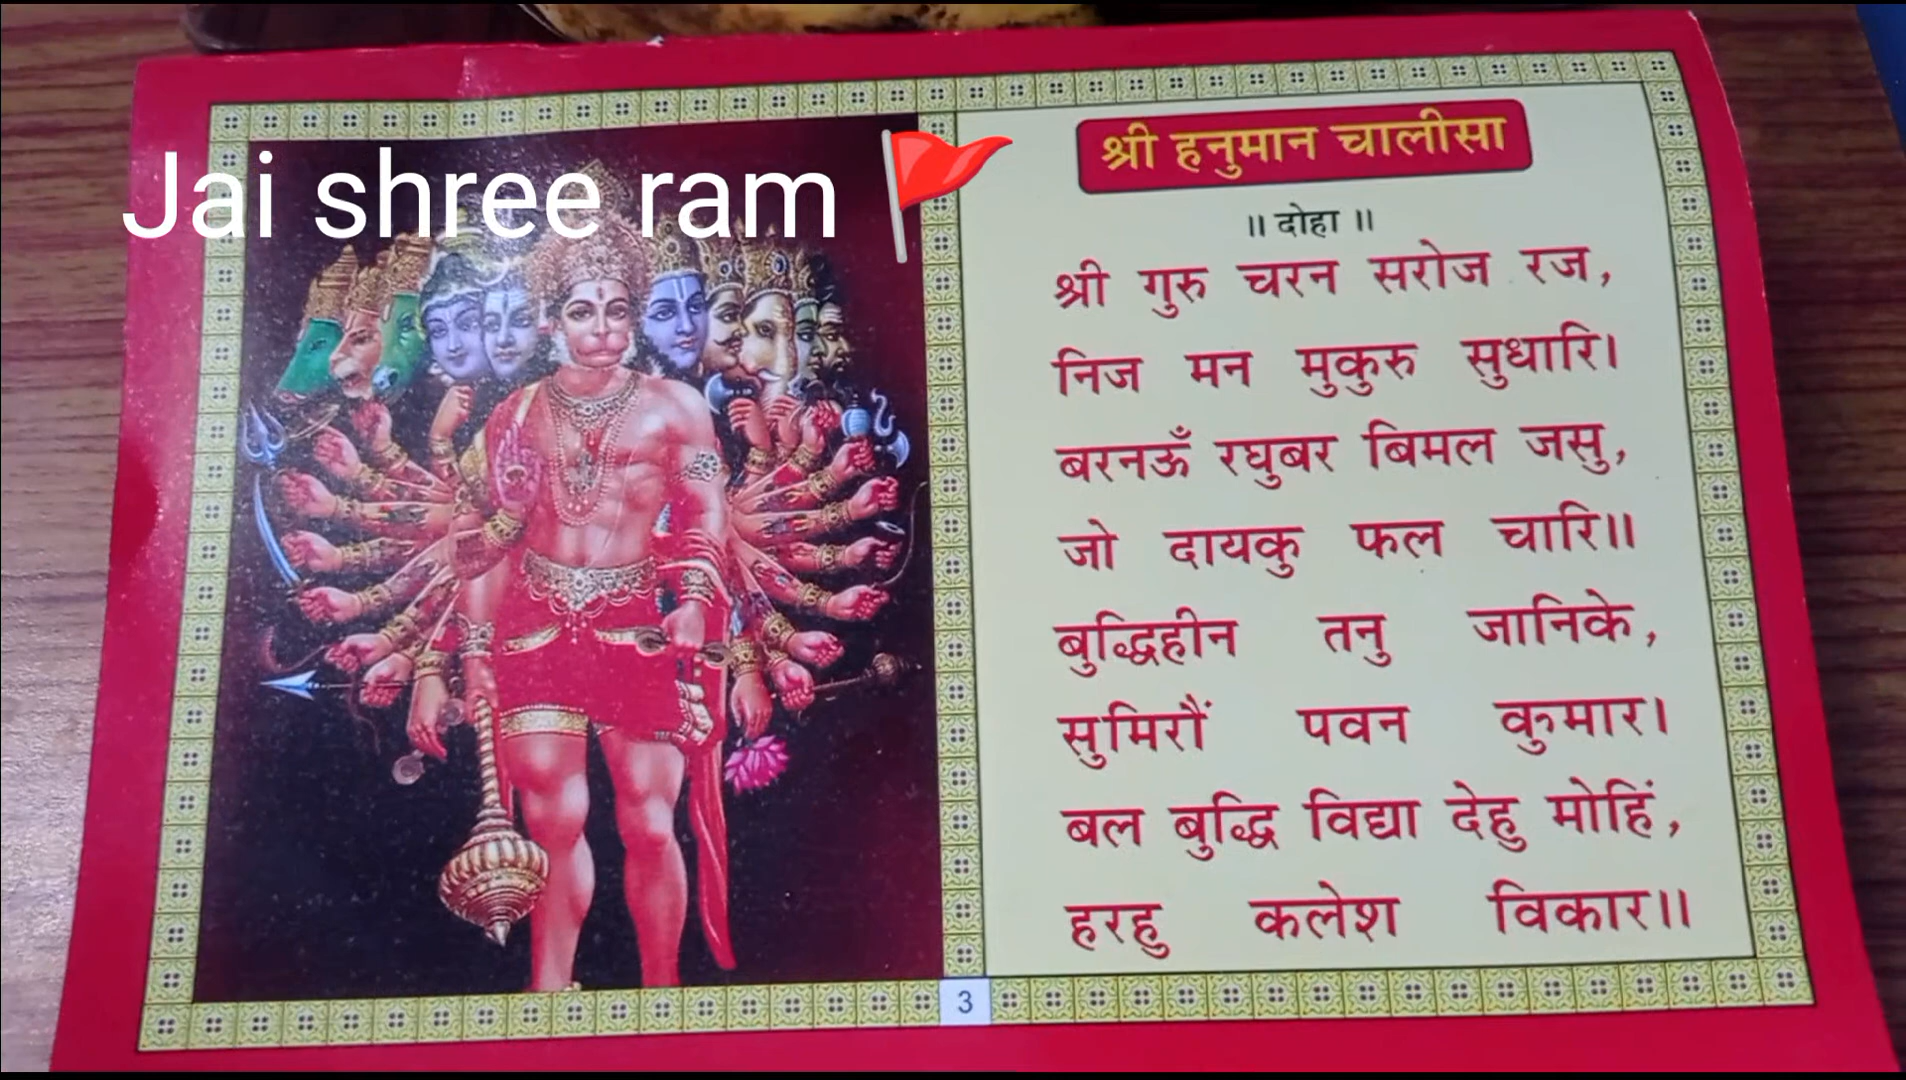 Jai shree ram 🚩
श्री हनुमान चालीसा
॥ दोहा ॥
श्री गुरु चरन सरोज रज,
निज मन मुकुरु सुधारि।
बरनऊँ रघुबर बिमल जसु,
जो दायकु फल चारि॥
बुद्धिहीन तनु जानिके,
सुमिरौं पवन कुमार।
बल बुद्धि विद्या देहु मोहिं,
हरहु कलेश विकार॥
3